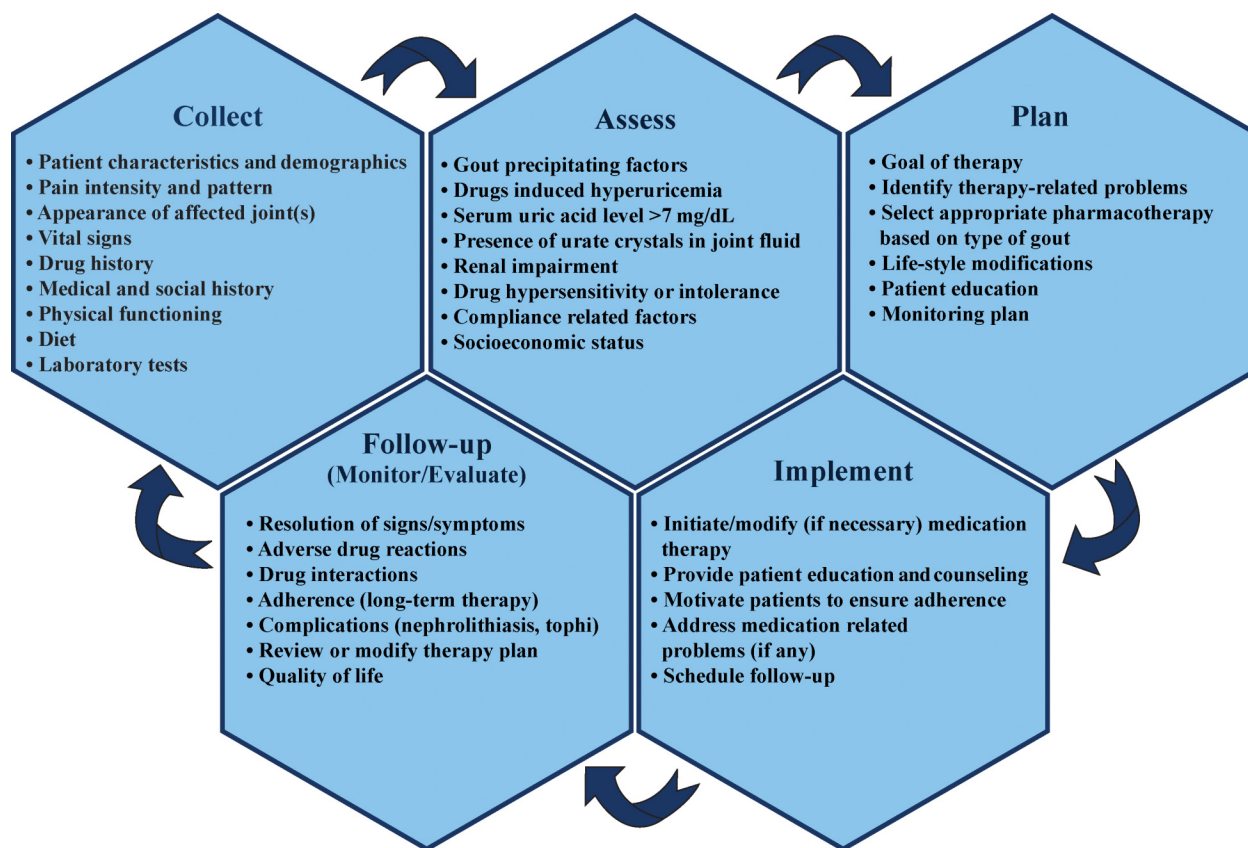 Collect
• Patient characteristics and demographics
• Pain intensity and pattern
• Appearance of affected joint(s)
• Vital signs
• Drug history
• Medical and social history
• Physical functioning
• Diet
• Laboratory tests
Assess
• Gout precipitating factors
• Drugs induced hyperuricemia
• Serum uric acid level >7 mg/dL
• Presence of urate crystals in joint fluid
• Renal impairment
• Drug hypersensitivity or intolerance
• Compliance related factors
• Socioeconomic status
Plan
• Goal of therapy
• Identify therapy-related problems
• Select appropriate pharmacotherapy
based on type of gout
• Life-style modifications
• Patient education
• Monitoring plan
Implement
• Initiate/modify (if necessary) medication
therapy
• Provide patient education and counseling
• Motivate patients to ensure adherence
• Address medication related
problems (if any)
• Schedule follow-up
Follow-up
(Monitor/Evaluate)
• Resolution of signs/symptoms
• Adverse drug reactions
• Drug interactions
• Adherence (long-term therapy)
• Complications (nephrolithiasis, tophi)
• Review or modify therapy plan
• Quality of life